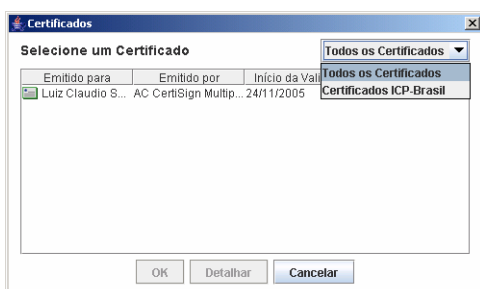 Certificados
Selecione um Certificado
Todos os Certificados
Emitido para Emitido por Início da Vali
Todos os Certificados
Certificados ICP-Brasil
Luiz Claudio S... AC CertiSign Multip... 24/11/2005
OK Detalhar Cancelar